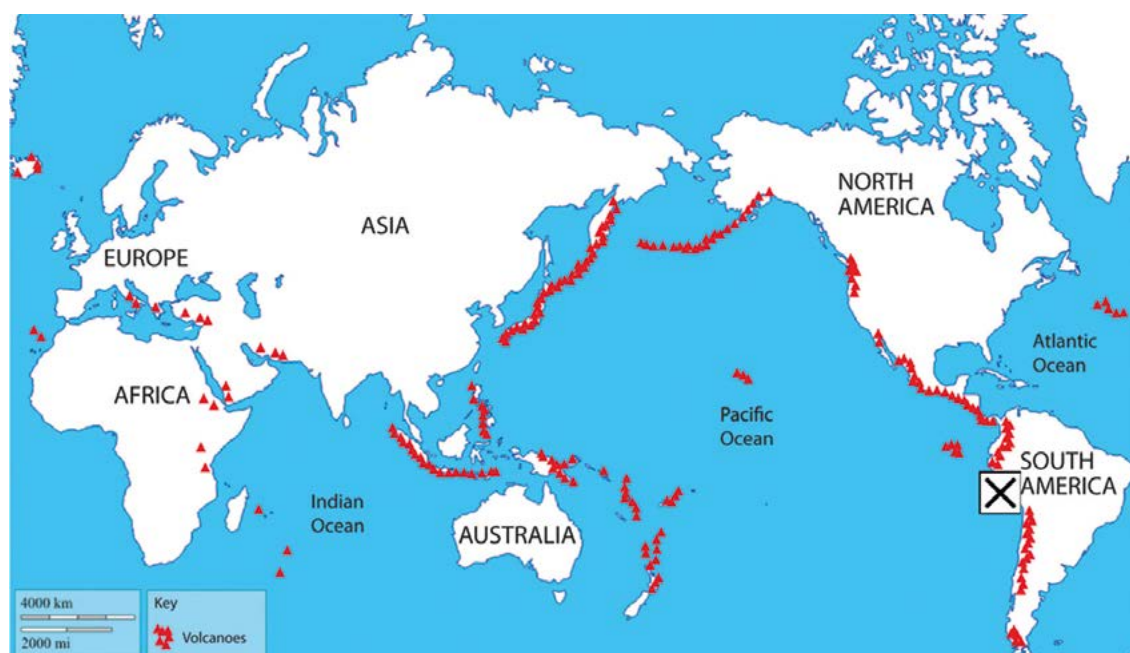 NORTH
AMERICA
ASIA
EUROPE
Atlantic
Ocean
AFRICA
Pacific
Ocean
SOUTH
AMERICA
Indian
Ocean
AUSTRALIA
4000 km
2000 mi
Key
Volcanoes